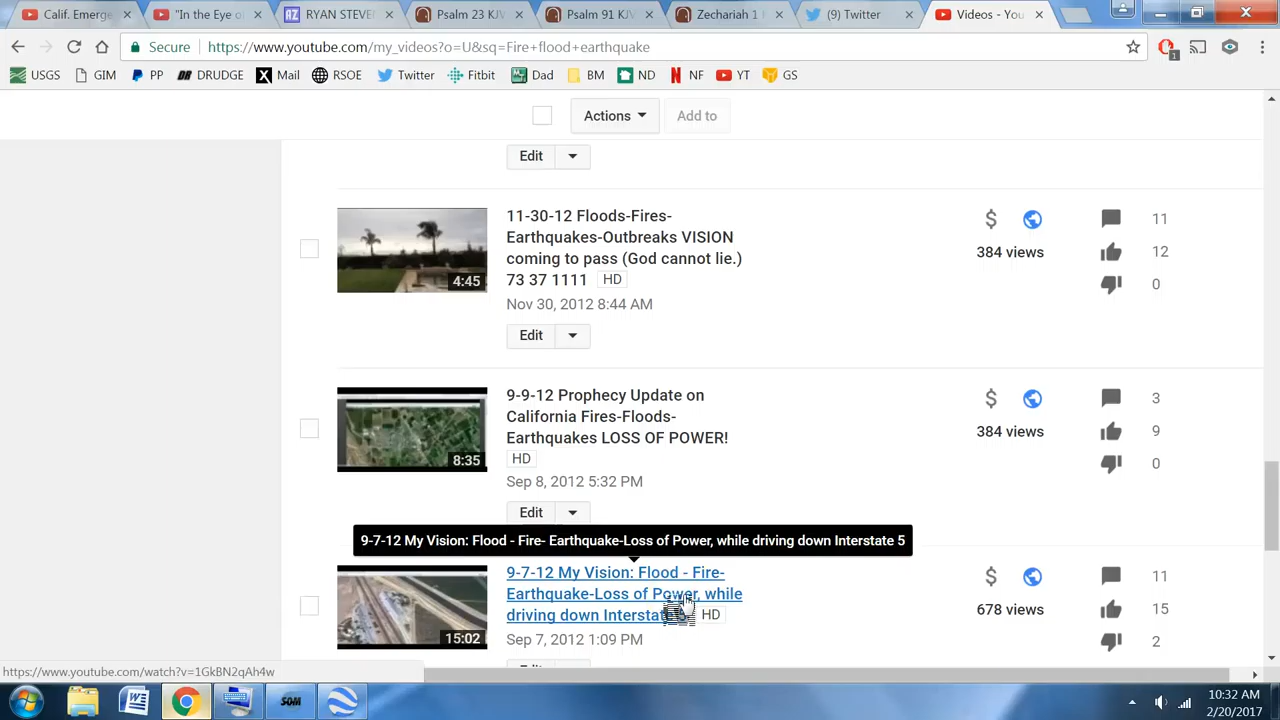 Calif. Emerge
"In the Eye o
RYAN STEVE
Psalm 23 KJV
Psalm 91 KJV
Zechariah 1 K
(9) Twitter
Videos - You
Secure https://www.youtube.com/my_videos?o=U&sq=Fire+flood+earthquake
1
USGS GIM PP DRUDGE Mail RSOE Twitter Fitbit Dad BM ND NF YT GS
Actions Add to
Edit
11-30-12 Floods-Fires-
Earthquakes-Outbreaks VISION
coming to pass (God cannot lie.)
73 37 1111 HD
Nov 30, 2012 8:44 AM
Edit
4:45
$ 11
384 views 12
0
9-9-12 Prophecy Update on
California Fires-Floods-
Earthquakes LOSS OF POWER!
HD
Sep 8, 2012 5:32 PM
Edit
8:35
$ 3
384 views 9
0
9-7-12 My Vision: Flood - Fire- Earthquake-Loss of Power, while driving down Interstate 5
9-7-12 My Vision: Flood - Fire-
Earthquake-Loss of Power, while
driving down Interstate HD
Sep 7, 2012 1:09 PM
15:02
$ 11
678 views 15
2
https://www.youtube.com/watch?v=1GkBN2qAh4w
SOM
10:32 AM
2/20/2017